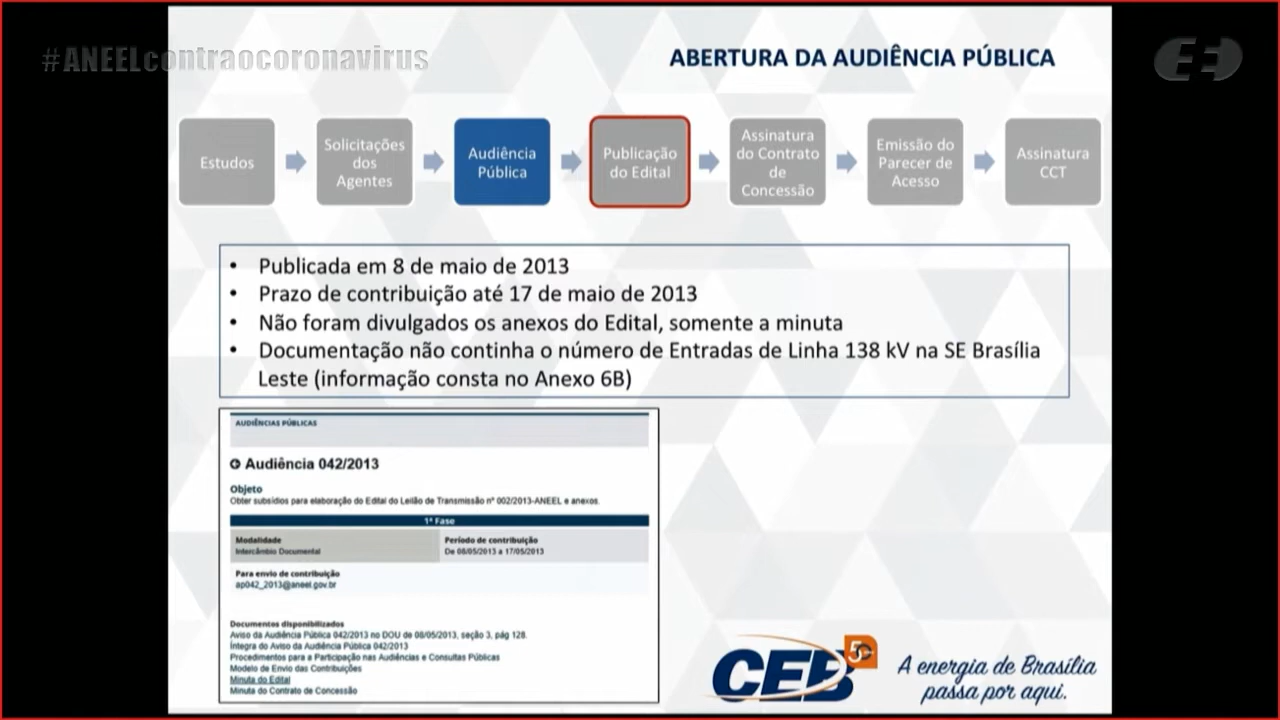 #ANEELcontraocoronavirus
ABERTURA DA AUDIÊNCIA PÚBLICA
Estudos
Solicitações
dos
Agentes
Audiência
Pública
Publicação
do Edital
Assinatura
do Contrato
de
Concessão
Emissão do
Parecer de
Acesso
Assinatura
CCT
• Publicada em 8 de maio de 2013
• Prazo de contribuição até 17 de maio de 2013
• Não foram divulgados os anexos do Edital, somente a minuta
• Documentação não continha o número de Entradas de Linha 138 kV na SE Brasília
Leste (informação consta no Anexo 6B)
AUDIÊNCIAS PÚBLICAS
Audiência 042/2013
Objeto
Obter subsídios para elaboração do Edital do Leilão de Transmissão nº 002/2013-ANEEL e anexos.
1ª Fase
Modalidade
Intercâmbio Documental
Período de contribuição
De 08/05/2013 a 17/05/2013
Para envio de contribuição
ap042_2013@aneel.gov.br
Documentos disponibilizados
Aviso da Audiência Pública 042/2013 no DOU de 08/05/2013, seção 3, pág 128.
Íntegra do Aviso da Audiência Pública 042/2013
Procedimentos para a Participação nas Audiências e Consultas Públicas
Modelo de Envio das Contribuições
Minuta do Edital
Minuta do Contrato de Concessão
CEB
A energia de Brasília
passa por aqui.